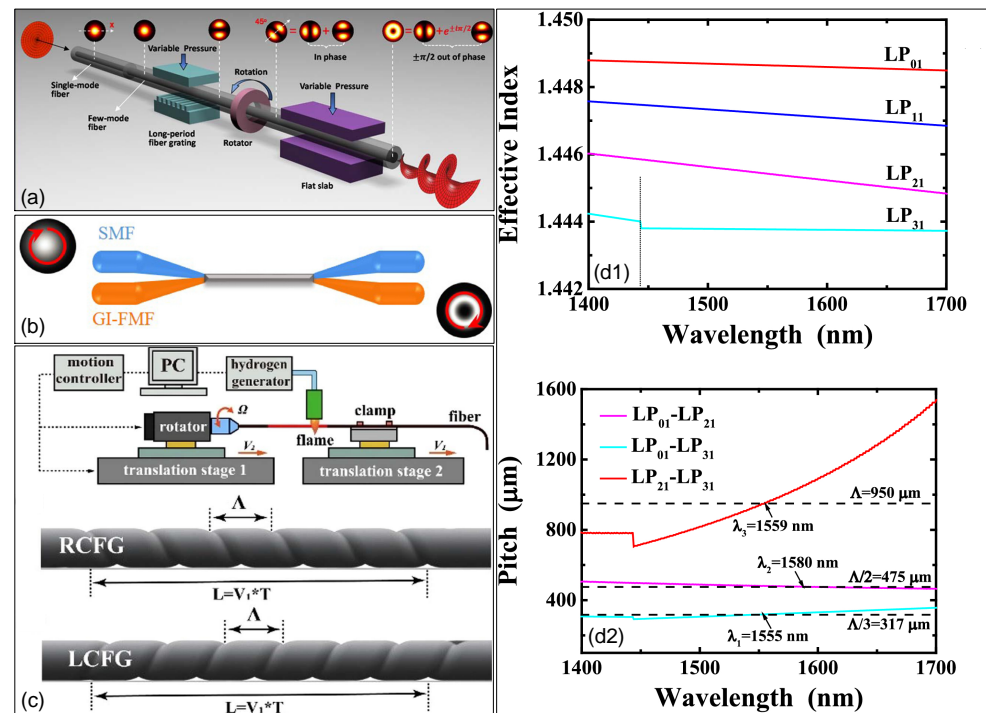 45°
x
= + = +e±iπ/2
In phase
±π/2 out of phase
Variable Pressure
Rotation
Variable Pressure
Single-mode
fiber
Few-mode
fiber
Long-period
fiber grating
Rotator
Flat slab
(a)
SMF
GI-FMF
(b)
motion
controller
PC
hydrogen
generator
clamp
Ω
rotator
fiber
flame
translation stage 1
translation stage 2
Λ
RCFG
L=V₁*T
Λ
LCFG
L=V₁*T
(c)
1.450
1.448
1.446
1.444
1.442
Effective Index
LP₀₁
LP₁₁
LP₂₁
LP₃₁
(d1)
1400 1500 1600 1700
Wavelength (nm)
1600
1200
800
400
Pitch (μm)
LP₀₁-LP₂₁
LP₀₁-LP₃₁
LP₂₁-LP₃₁
Λ=950 μm
λ₃=1559 nm
λ₂=1580 nm
Λ/2=475 μm
Λ/3=317 μm
λ₁=1555 nm
(d2)
1400 1500 1600 1700
Wavelength (nm)